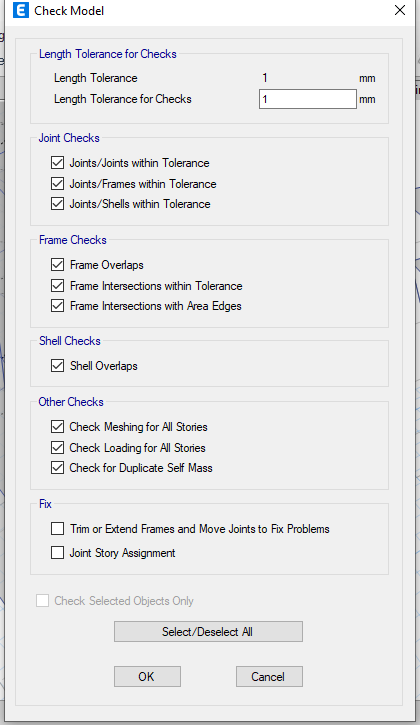 E Check Model
Length Tolerance for Checks
Length Tolerance 1 mm
Length Tolerance for Checks 1 mm
Joint Checks
Joints/Joints within Tolerance
Joints/Frames within Tolerance
Joints/Shells within Tolerance
Frame Checks
Frame Overlaps
Frame Intersections within Tolerance
Frame Intersections with Area Edges
Shell Checks
Shell Overlaps
Other Checks
Check Meshing for All Stories
Check Loading for All Stories
Check for Duplicate Self Mass
Fix
Trim or Extend Frames and Move Joints to Fix Problems
Joint Story Assignment
Check Selected Objects Only
Select/Deselect All
OK Cancel